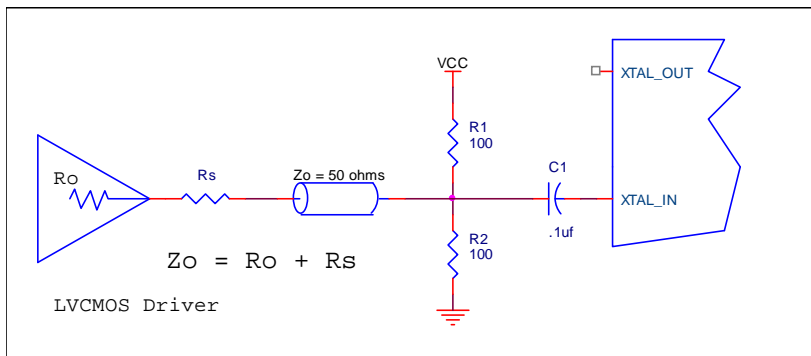 VCC
XTAL_OUT
R1
100
Ro
Rs
Zo = 50 ohms
C1
XTAL_IN
.1uf
R2
100
Zo = Ro + Rs
LVCMOS Driver